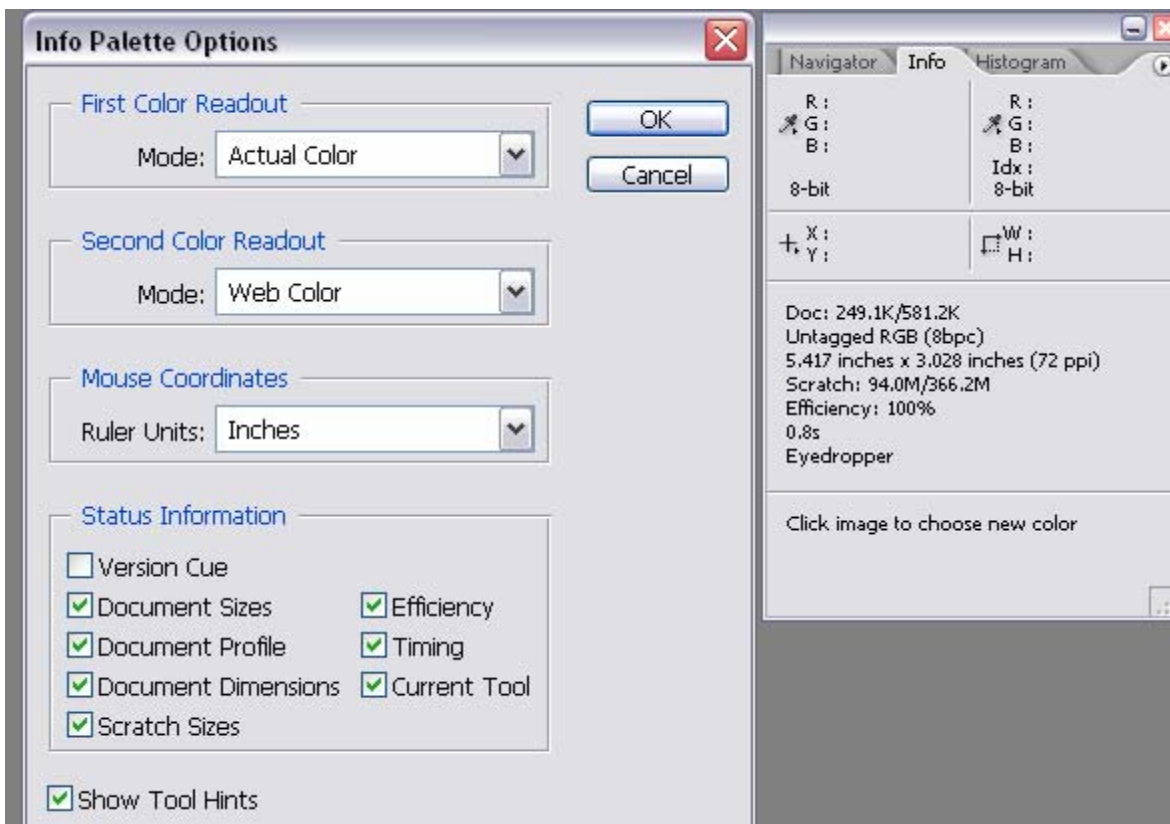 Info Palette Options
First Color Readout
Mode: Actual Color
OK
Cancel
Second Color Readout
Mode: Web Color
Mouse Coordinates
Ruler Units: Inches
Status Information
Version Cue
Document Sizes
Efficiency
Document Profile
Timing
Document Dimensions
Current Tool
Scratch Sizes
Show Tool Hints
Navigator Info Histogram
R :
G :
B :
8-bit
R :
G :
B :
Idx :
8-bit
X :
Y :
W :
H :
Doc: 249.1K/581.2K
Untagged RGB (8bpc)
5.417 inches x 3.028 inches (72 ppi)
Scratch: 94.0M/366.2M
Efficiency: 100%
0.8s
Eyedropper
Click image to choose new color